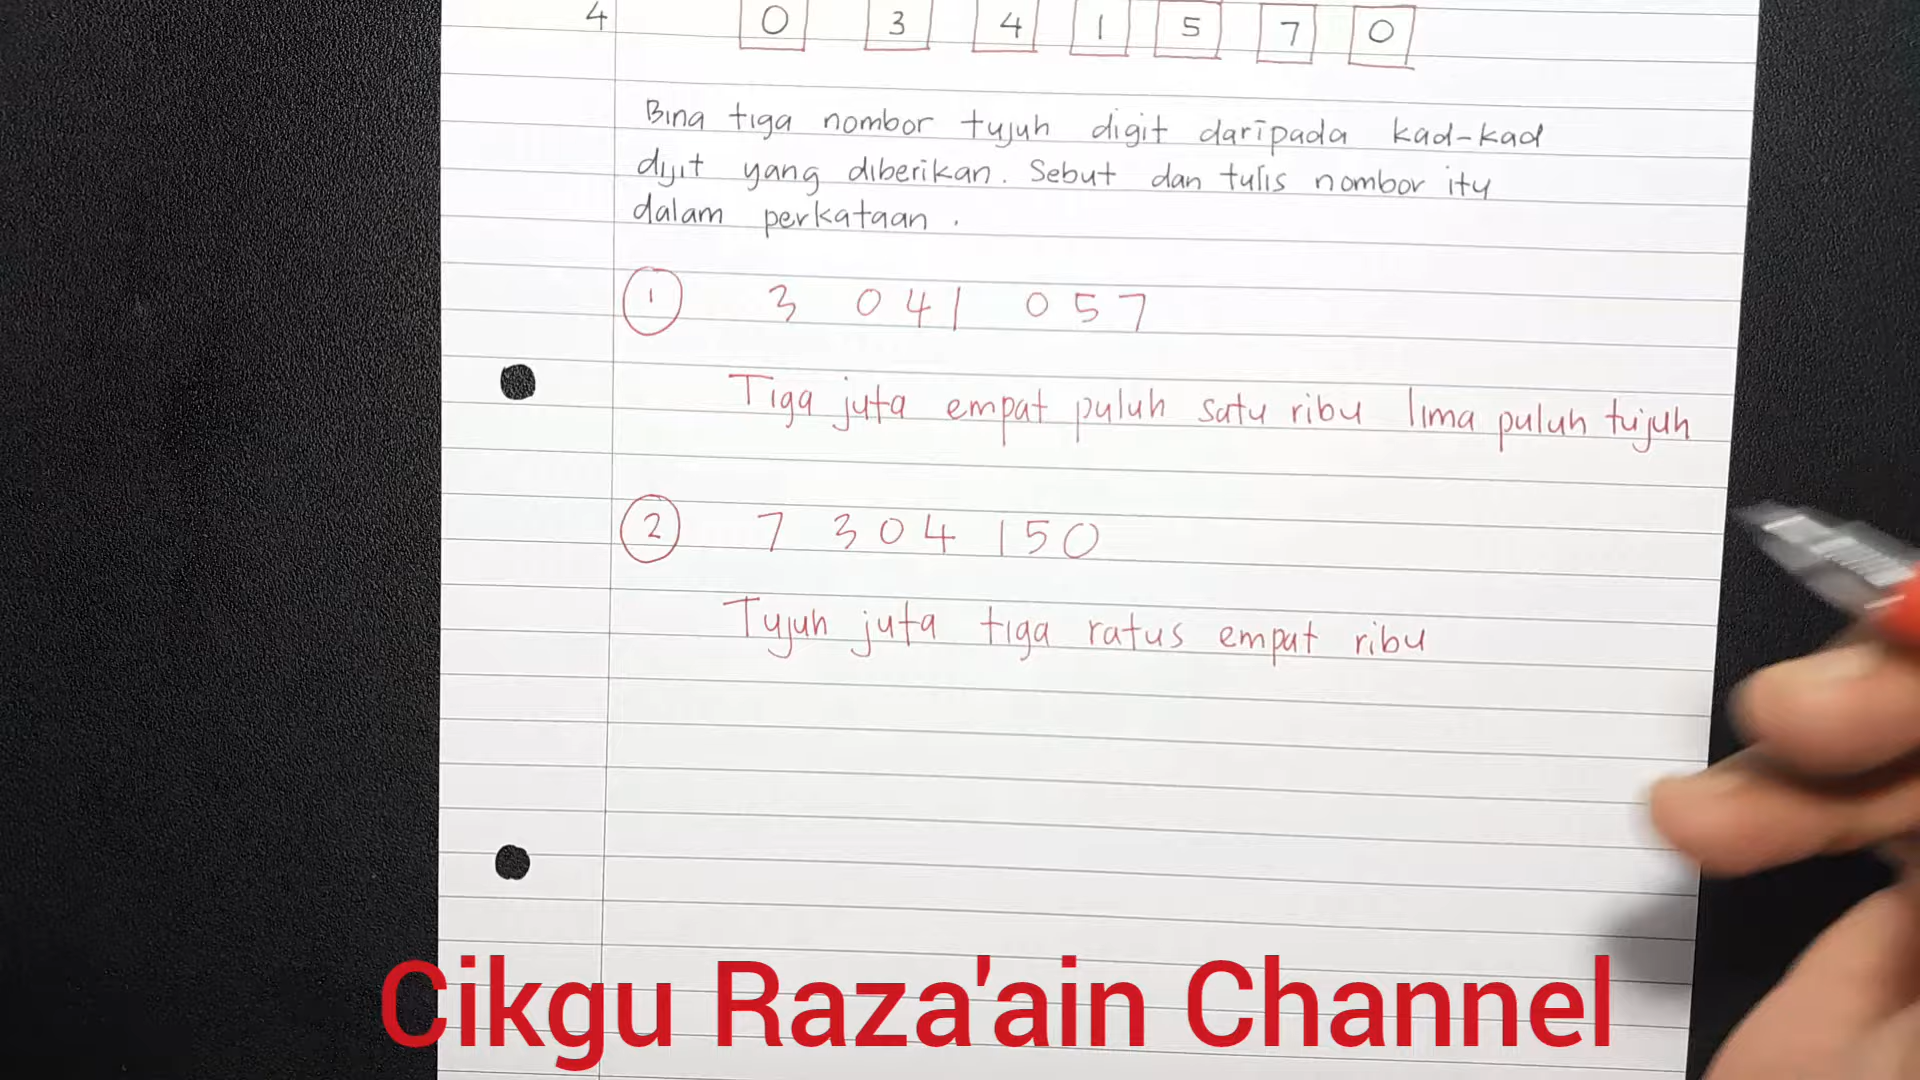 4 0 3 4 1 5 7 0
Bina tiga nombor tujuh digit daripada kad-kad
dijit yang diberikan. Sebut dan tulis nombor itu
dalam perkataan.
1 3 041 057
Tiga juta empat puluh satu ribu lima puluh tujuh
2 7 304 150
Tujuh juta tiga ratus empat ribu
Cikgu Raza'ain Channel